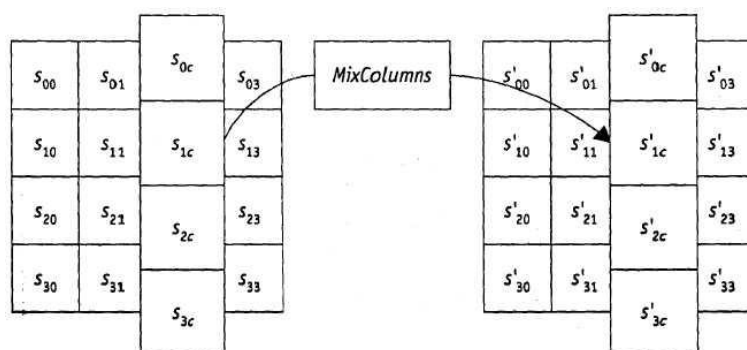 s₀₀ s₀₁ s₀c s₀₃ MixColumns s'₀₀ s'₀₁ s'₀c s'₀₃
s₁₀ s₁₁ s₁c s₁₃ s'₁₀ s'₁₁ s'₁c s'₁₃
s₂₀ s₂₁ s₂c s₂₃ s'₂₀ s'₂₁ s'₂c s'₂₃
s₃₀ s₃₁ s₃c s₃₃ s'₃₀ s'₃₁ s'₃c s'₃₃